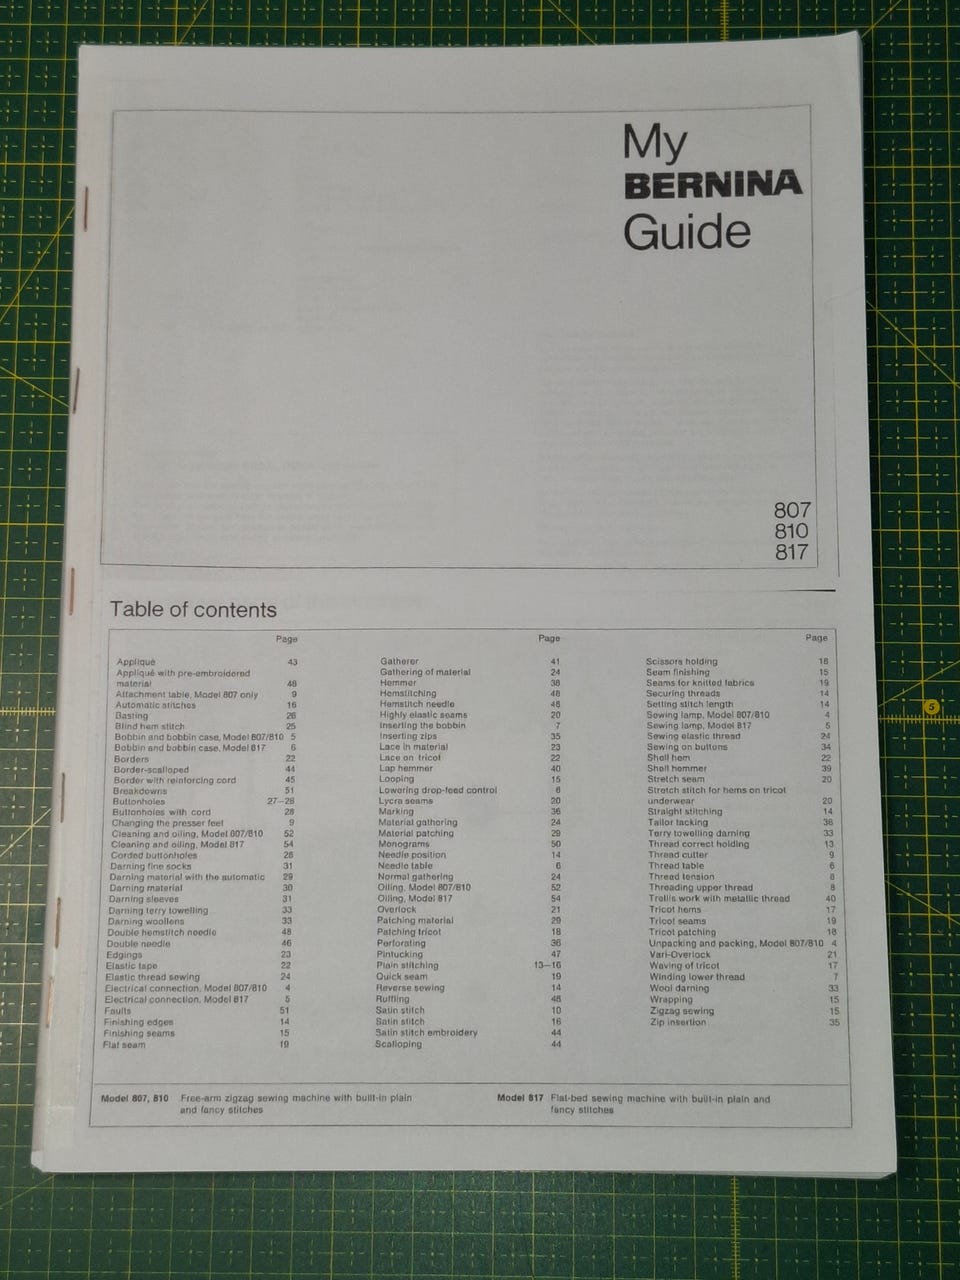 My
BERNINA
Guide
807
810
817
Table of contents
Page
Appliqué 43
Appliqué with pre-embroidered
material 48
Attachment table, Model 807 only 9
Automatic stitches 16
Basting 26
Blind hem stitch 25
Bobbin and bobbin case, Model 807/810 5
Bobbin and bobbin case, Model 817 6
Borders 22
Border-scalloped 44
Border with reinforcing cord 45
Breakdowns 51
Buttonholes 27–28
Buttonholes with cord 28
Changing the presser feet 9
Cleaning and oiling, Model 807/810 52
Cleaning and oiling, Model 817 54
Corded buttonholes 28
Darning fine socks 31
Darning material with the automatic 29
Darning material 30
Darning sleeves 31
Darning terry towelling 33
Darning woollens 33
Double hemstitch needle 48
Double needle 46
Edgings 23
Elastic tape 22
Elastic thread sewing 24
Electrical connection, Model 807/810 4
Electrical connection, Model 817 5
Faults 51
Finishing edges 14
Finishing seams 15
Flat seam 19
Page
Gatherer 41
Gathering of material 24
Hemmer 38
Hemstitching 48
Hemstitch needle 48
Highly elastic seams 20
Inserting the bobbin 7
Inserting zips 35
Lace in material 23
Lace on tricot 22
Lap hemmer 40
Looping 15
Lowering drop-feed control 8
Lycra seams 20
Marking 36
Material gathering 24
Material patching 29
Monograms 50
Needle position 14
Needle table 6
Normal gathering 24
Oiling, Model 807/810 52
Oiling, Model 817 54
Overlock 21
Patching material 29
Patching tricot 18
Perforating 36
Pintucking 47
Plain stitching 13–16
Quick seam 19
Reverse sewing 14
Ruffling 48
Satin stitch 10
Satin stitch 16
Satin stitch embroidery 44
Scalloping 44
Page
Scissors holding 18
Seam finishing 15
Seams for knitted fabrics 19
Securing threads 14
Setting stitch length 14
Sewing lamp, Model 807/810 4
Sewing lamp, Model 817 5
Sewing elastic thread 24
Sewing on buttons 34
Shell hem 22
Shell hemmer 39
Stretch seam 20
Stretch stitch for hems on tricot
underwear 20
Straight stitching 14
Tailor tacking 36
Terry towelling darning 33
Thread correct holding 13
Thread cutter 9
Thread table 6
Thread tension 8
Threading upper thread 8
Trellis work with metallic thread 40
Tricot hems 17
Tricot seams 19
Tricot patching 18
Unpacking and packing, Model 807/810 4
Vari-Overlock 21
Waving of tricot 17
Winding lower thread 7
Wool darning 33
Wrapping 15
Zigzag sewing 15
Zip insertion 35
Model 807, 810 Free-arm zigzag sewing machine with built-in plain
and fancy stitches
Model 817 Flat-bed sewing machine with built-in plain and
fancy stitches
5